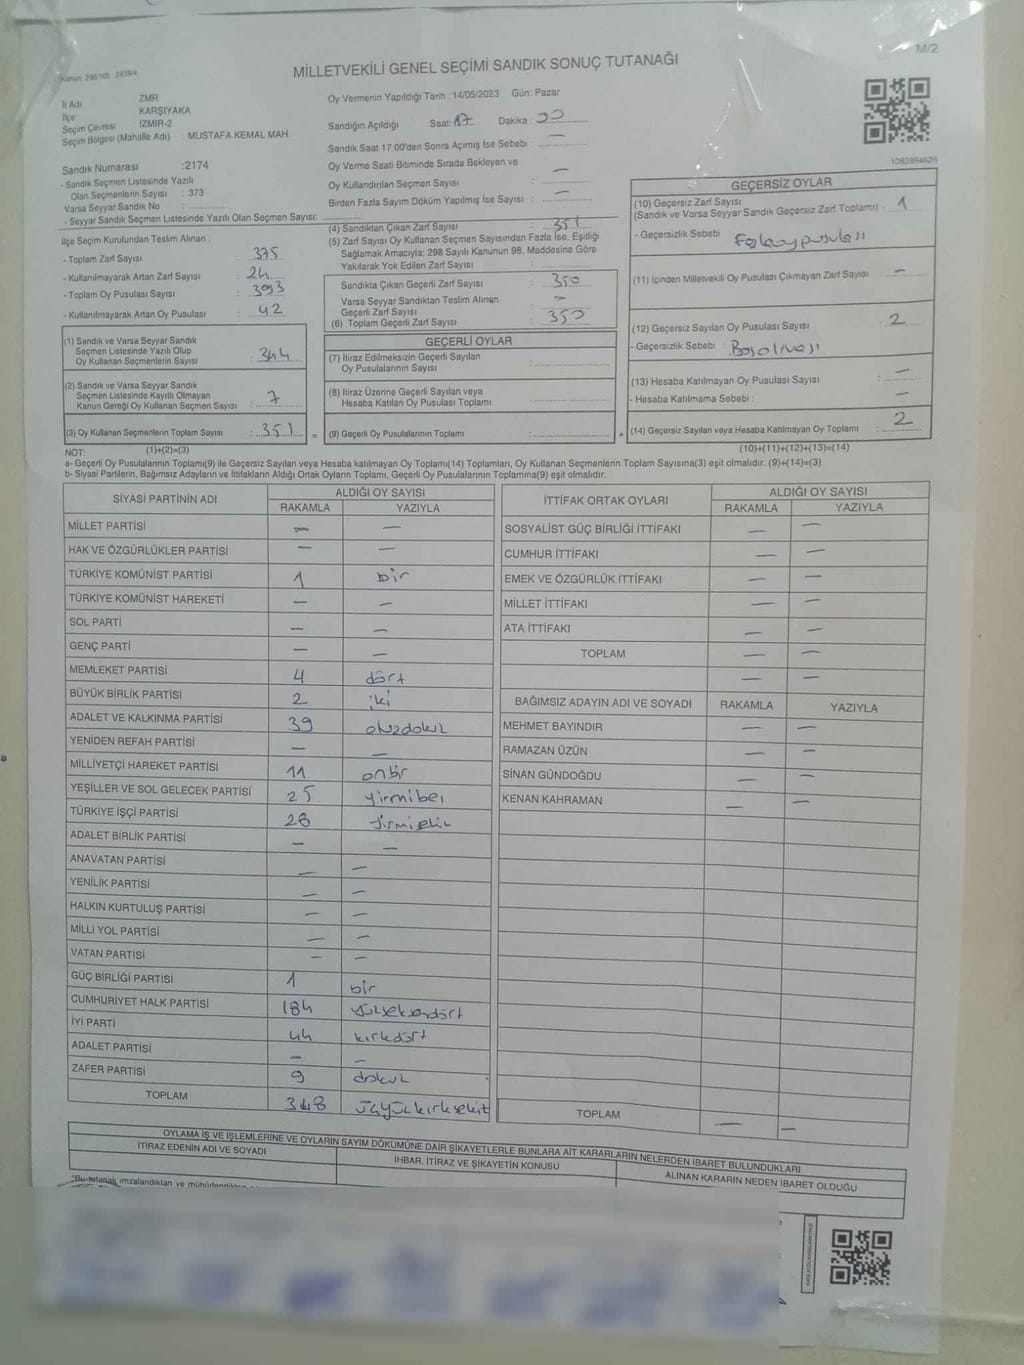 M/2
MİLLETVEKİLİ GENEL SEÇİMİ SANDIK SONUÇ TUTANAĞI
İl Adı ZMR
İlçe KARŞIYAKA
Seçim Çevresi İZMİR-2
Seçim Bölgesi (Mahalle Adı) : MUSTAFA KEMAL MAH.
Sandık Numarası :2174
- Sandık Seçmen Listesinde Yazılı
Olan Seçmenlerin Sayısı : 373
Varsa Seyyar Sandık No :
- Seyyar Sandık Seçmen Listesinde Yazılı Olan Seçmen Sayısı:
Oy Vermenin Yapıldığı Tarih : 14/05/2023 Gün: Pazar
Sandığın Açıldığı Saat: 17 Dakika: 00
Sandık Saat 17.00'den Sonra Açılmış İse Sebebi —
Oy Verme Saati Bitiminde Sırada Bekleyen ve
Oy Kullandırılan Seçmen Sayısı : —
Birden Fazla Sayım Döküm Yapılmış İse Sayısı : —
1083864626
İlçe Seçim Kurulundan Teslim Alınan :
- Toplam Zarf Sayısı : 375
- Kullanılmayarak Artan Zarf Sayısı : 24
- Toplam Oy Pusulası Sayısı : 393
- Kullanılmayarak Artan Oy Pusulası : 42
(1) Sandık ve Varsa Seyyar Sandık
Seçmen Listesinde Yazılı Olup
Oy Kullanan Seçmenlerin Sayısı : 344
(2) Sandık ve Varsa Seyyar Sandık
Seçmen Listesinde Kayıtlı Olmayan
Kanun Gereği Oy Kullanan Seçmen Sayısı : 7
(3) Oy Kullanan Seçmenlerin Toplam Sayısı : 351 =
(4) Sandıktan Çıkan Zarf Sayısı : 351
(5) Zarf Sayısı Oy Kullanan Seçmen Sayısından Fazla İse, Eşitliği
Sağlamak Amacıyla; 298 Sayılı Kanunun 98. Maddesine Göre
Yakılarak Yok Edilen Zarf Sayısı :
Sandıkta Çıkan Geçerli Zarf Sayısı : 350
Varsa Seyyar Sandıktan Teslim Alınan
Geçerli Zarf Sayısı : —
(6) Toplam Geçerli Zarf Sayısı : 350
GEÇERLİ OYLAR
(7) İtiraz Edilmeksizin Geçerli Sayılan
Oy Pusulalarının Sayısı :
(8) İtiraz Üzerine Geçerli Sayılan veya
Hesaba Katılan Oy Pusulası Toplamı :
(9) Geçerli Oy Pusulalarının Toplamı : +
GEÇERSİZ OYLAR
(10) Geçersiz Zarf Sayısı
(Sandık ve Varsa Seyyar Sandık Geçersiz Zarf Toplamı) : 1
- Geçersizlik Sebebi : Fazla oy pusulası
(11) İçinden Milletvekili Oy Pusulası Çıkmayan Zarf Sayısı : —
(12) Geçersiz Sayılan Oy Pusulası Sayısı : 2
- Geçersizlik Sebebi : Boş olması
(13) Hesaba Katılmayan Oy Pusulası Sayısı : —
- Hesaba Katılmama Sebebi : —
(14) Geçersiz Sayılan veya Hesaba Katılmayan Oy Toplamı : 2
NOT: (1)+(2)=(3) (10)+(11)+(12)+(13)=(14)
a- Geçerli Oy Pusulalarının Toplamı(9) ile Geçersiz Sayılan veya Hesaba katılmayan Oy Toplamı(14) Toplamları, Oy Kullanan Seçmenlerin Toplam Sayısına(3) eşit olmalıdır. (9)+(14)=(3)
b- Siyasi Partilerin, Bağımsız Adayların ve İttifakların Aldığı Ortak Oyların Toplamı, Geçerli Oy Pusulalarının Toplamına(9) eşit olmalıdır.
SİYASİ PARTİNİN ADI ALDIĞI OY SAYISI
RAKAMLA YAZIYLA
MİLLET PARTİSİ — —
HAK VE ÖZGÜRLÜKLER PARTİSİ — —
TÜRKİYE KOMÜNİST PARTİSİ 1 bir
TÜRKİYE KOMÜNİST HAREKETİ — —
SOL PARTİ — —
GENÇ PARTİ — —
MEMLEKET PARTİSİ 4 dört
BÜYÜK BİRLİK PARTİSİ 2 iki
ADALET VE KALKINMA PARTİSİ 39 otuzdokuz
YENİDEN REFAH PARTİSİ — —
MİLLİYETÇİ HAREKET PARTİSİ 11 onbir
YEŞİLLER VE SOL GELECEK PARTİSİ 25 yirmibeş
TÜRKİYE İŞÇİ PARTİSİ 28 yirmisekiz
ADALET BİRLİK PARTİSİ — —
ANAVATAN PARTİSİ — —
YENİLİK PARTİSİ — —
HALKIN KURTULUŞ PARTİSİ — —
MİLLİ YOL PARTİSİ — —
VATAN PARTİSİ — —
GÜÇ BİRLİĞİ PARTİSİ 1 bir
CUMHURİYET HALK PARTİSİ 184 yüzseksendört
İYİ PARTİ 44 kırkdört
ADALET PARTİSİ — —
ZAFER PARTİSİ 9 dokuz
TOPLAM 348 üçyüzkırksekiz
İTTİFAK ORTAK OYLARI ALDIĞI OY SAYISI
RAKAMLA YAZIYLA
SOSYALİST GÜÇ BİRLİĞİ İTTİFAKI — —
CUMHUR İTTİFAKI — —
EMEK VE ÖZGÜRLÜK İTTİFAKI — —
MİLLET İTTİFAKI — —
ATA İTTİFAKI — —
TOPLAM — —
— —
BAĞIMSIZ ADAYIN ADI VE SOYADI RAKAMLA YAZIYLA
MEHMET BAYINDIR — —
RAMAZAN ÜZÜN — —
SİNAN GÜNDOĞDU — —
KENAN KAHRAMAN — —
TOPLAM — —
OYLAMA İŞ VE İŞLEMLERİNE VE OYLARIN SAYIM DÖKÜMÜNE DAİR ŞİKAYETLERLE BUNLARA AİT KARARLARIN NELERDEN İBARET BULUNDUKLARI
İTİRAZ EDENİN ADI VE SOYADI İHBAR, İTİRAZ VE ŞİKAYETİN KONUSU ALINAN KARARIN NEDEN İBARET OLDUĞU
*Bu tutanak imzalandıktan ve